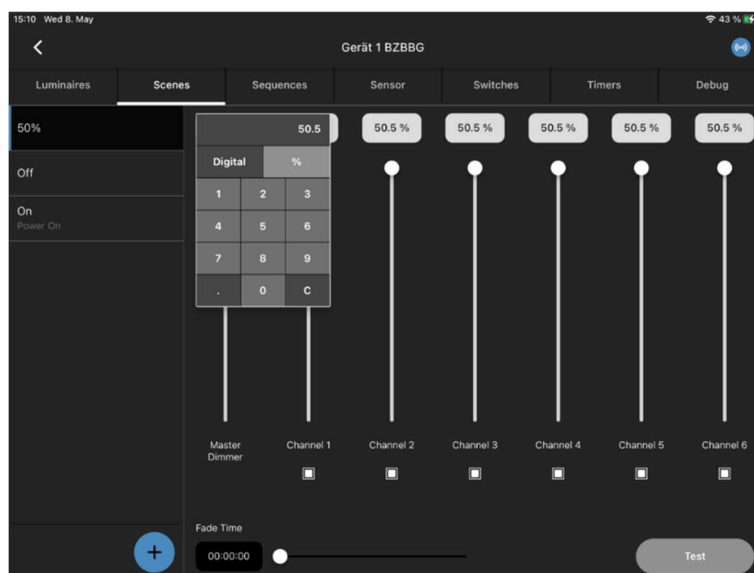 15:10 Wed 8. May
43 %
Gerät 1 BZBBG
Luminaires Scenes Sequences Sensor Switches Timers Debug
50%
Off
On
Power On
50.5
Digital %
1 2 3
4 5 6
7 8 9
. 0 C
50.5 % 50.5 % 50.5 % 50.5 % 50.5 %
Master
Dimmer
Channel 1 Channel 2 Channel 3 Channel 4 Channel 5 Channel 6
Fade Time
00:00:00
Test